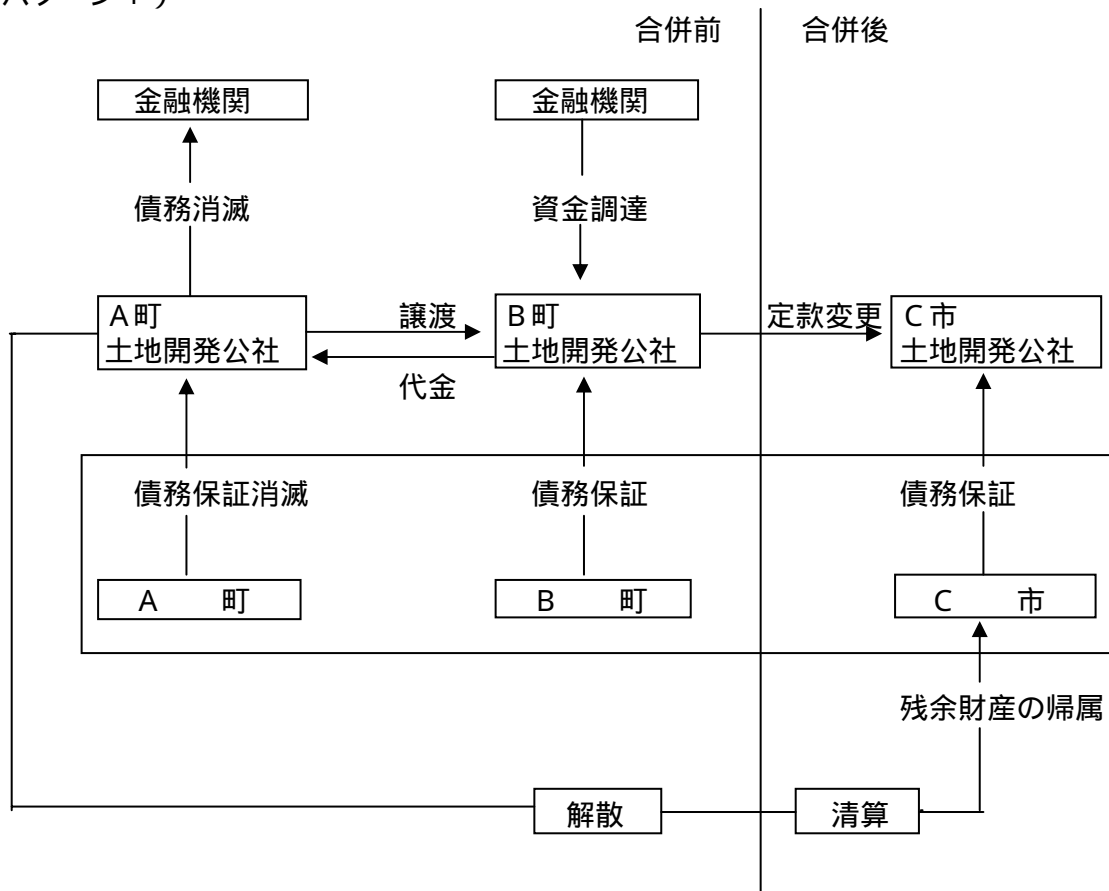 合併前 合併後
金融機関 金融機関
債務消滅 資金調達
A町 譲渡 B町 定款変更 C市
土地開発公社 土地開発公社 土地開発公社
代金
債務保証消滅 債務保証 債務保証
A 町 B 町 C 市
残余財産の帰属
解散 清算